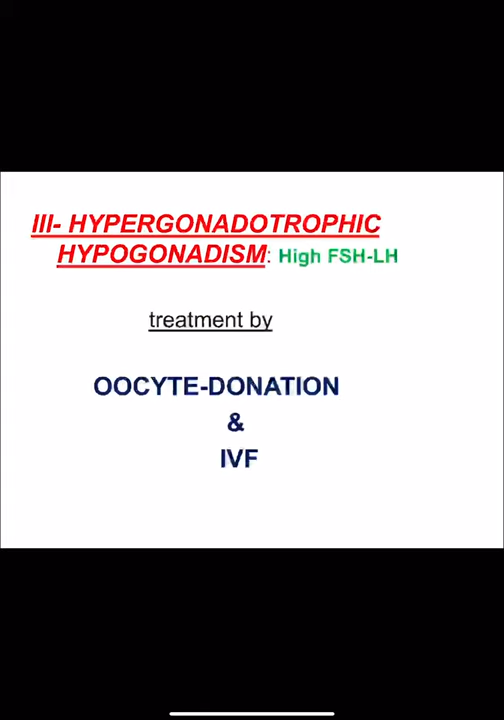 III- HYPERGONADOTROPHIC
HYPOGONADISM: High FSH-LH
treatment by
OOCYTE-DONATION
&
IVF